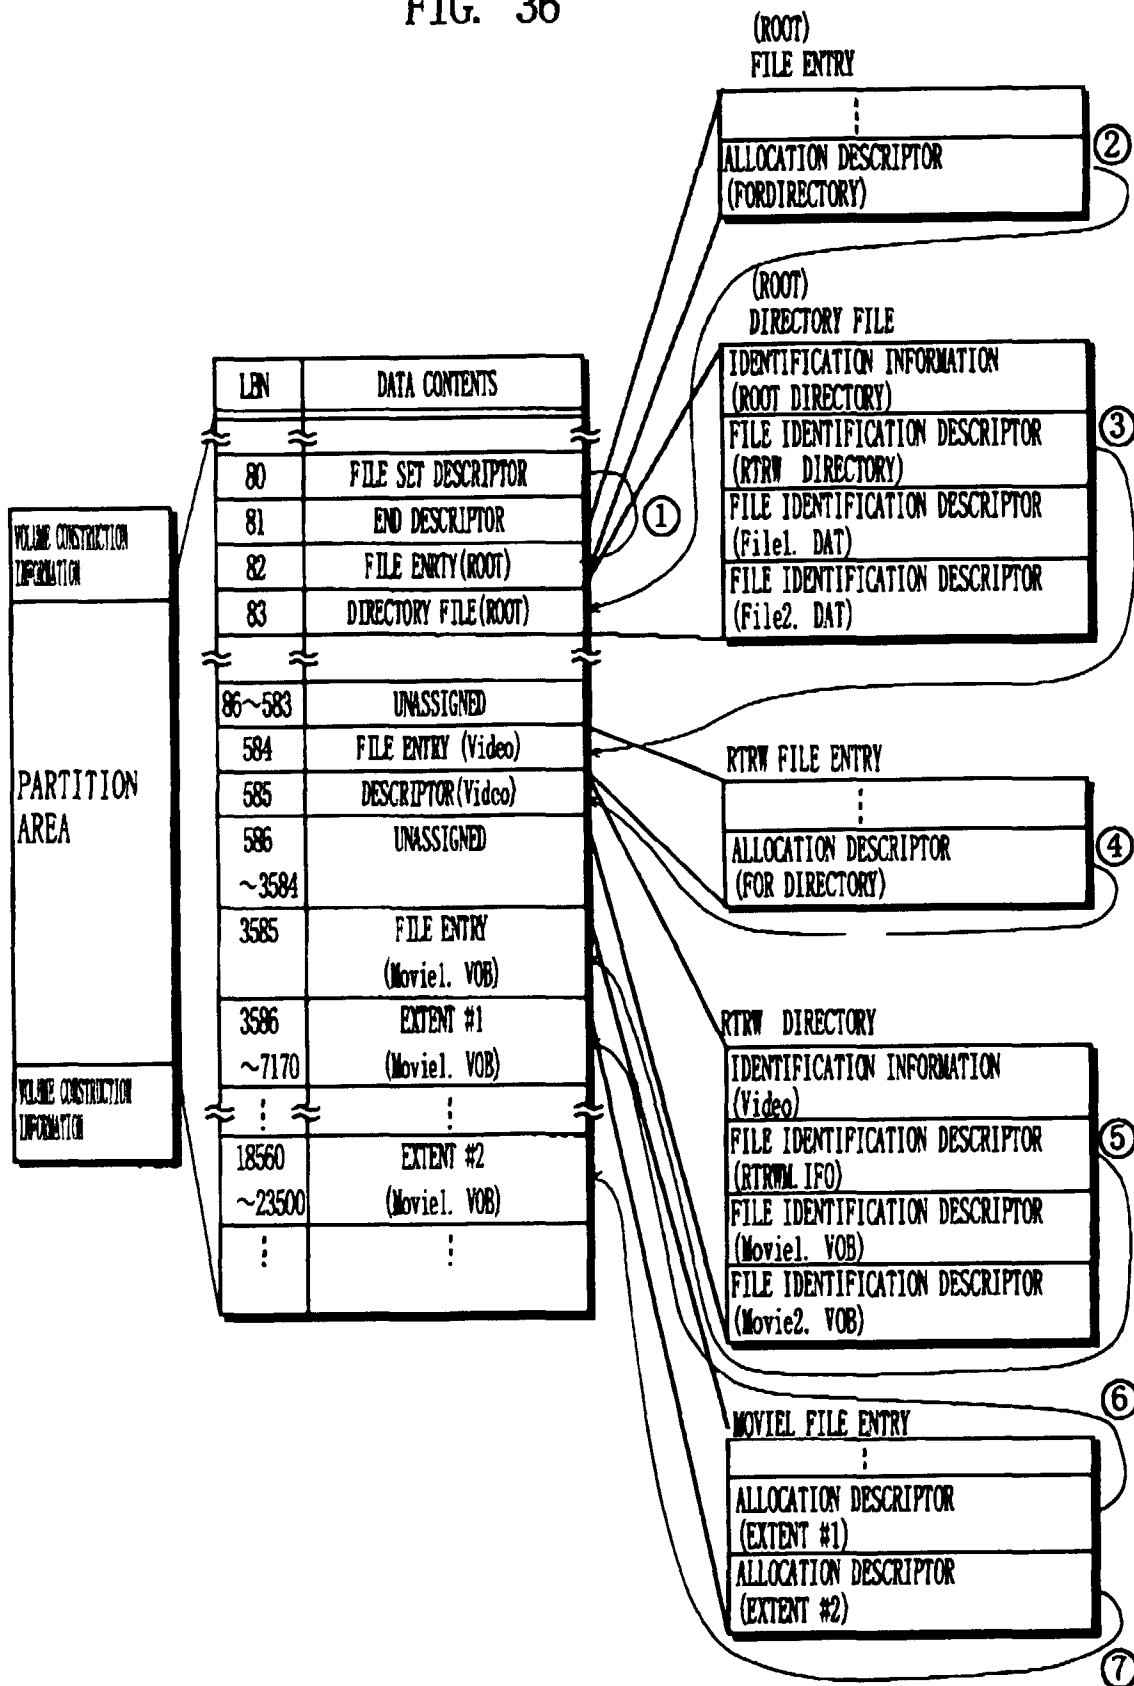 FIG. 36
(ROOT)
FILE ENTRY
ALLOCATION DESCRIPTOR
(FORDIRECTORY)
②
(ROOT)
DIRECTORY FILE
IDENTIFICATION INFORMATION
(ROOT DIRECTORY)
FILE IDENTIFICATION DESCRIPTOR
(RTRW DIRECTORY)
③
FILE IDENTIFICATION DESCRIPTOR
(File1. DAT)
FILE IDENTIFICATION DESCRIPTOR
(File2. DAT)
LBN DATA CONTENTS
80 FILE SET DESCRIPTOR
①
81 END DESCRIPTOR
82 FILE ENRTY(ROOT)
83 DIRECTORY FILE(ROOT)
86~583 UNASSIGNED
584 FILE ENTRY (Video)
585 DESCRIPTOR(Video)
586 UNASSIGNED
~3584
3585 FILE ENTRY
(Movie1. VOB)
3586 EXTENT #1
~7170 (Movie1. VOB)
18560 EXTENT #2
~23500 (Movie1. VOB)
VOLUME CONSTRUCTION
INFORMATION
PARTITION
AREA
VOLUME CONSTRUCTION
INFORMATION
RTRW FILE ENTRY
ALLOCATION DESCRIPTOR
(FOR DIRECTORY)
④
RTRW DIRECTORY
IDENTIFICATION INFORMATION
(Video)
FILE IDENTIFICATION DESCRIPTOR
(RTRWM. IFO)
⑤
FILE IDENTIFICATION DESCRIPTOR
(Movie1. VOB)
FILE IDENTIFICATION DESCRIPTOR
(Movie2. VOB)
⑥
MOVIEL FILE ENTRY
ALLOCATION DESCRIPTOR
(EXTENT #1)
ALLOCATION DESCRIPTOR
(EXTENT #2)
⑦